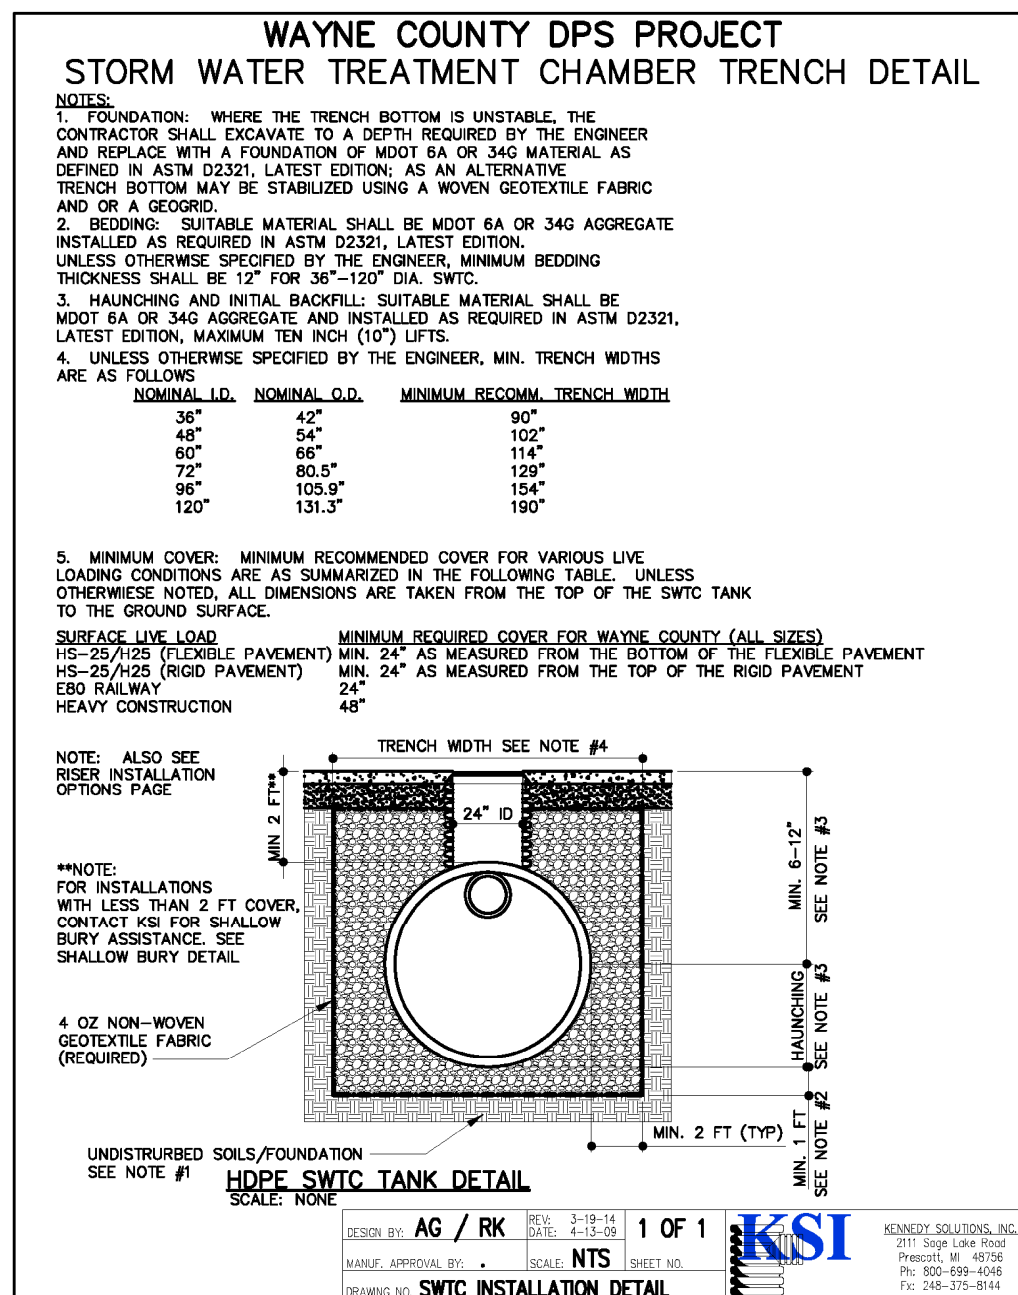 WAYNE COUNTY DPS PROJECT
STORM WATER TREATMENT CHAMBER TRENCH DETAIL
NOTES:
1. FOUNDATION: WHERE THE TRENCH BOTTOM IS UNSTABLE, THE
CONTRACTOR SHALL EXCAVATE TO A DEPTH REQUIRED BY THE ENGINEER
AND REPLACE WITH A FOUNDATION OF MDOT 6A OR 34G MATERIAL AS
DEFINED IN ASTM D2321, LATEST EDITION; AS AN ALTERNATIVE
TRENCH BOTTOM MAY BE STABILIZED USING A WOVEN GEOTEXTILE FABRIC
AND OR A GEOGRID.
2. BEDDING: SUITABLE MATERIAL SHALL BE MDOT 6A OR 34G AGGREGATE
INSTALLED AS REQUIRED IN ASTM D2321, LATEST EDITION.
UNLESS OTHERWISE SPECIFIED BY THE ENGINEER, MINIMUM BEDDING
THICKNESS SHALL BE 12" FOR 36"-120" DIA. SWTC.
3. HAUNCHING AND INITIAL BACKFILL: SUITABLE MATERIAL SHALL BE
MDOT 6A OR 34G AGGREGATE AND INSTALLED AS REQUIRED IN ASTM D2321,
LATEST EDITION, MAXIMUM TEN INCH (10") LIFTS.
4. UNLESS OTHERWISE SPECIFIED BY THE ENGINEER, MIN. TRENCH WIDTHS
ARE AS FOLLOWS
NOMINAL I.D. NOMINAL O.D. MINIMUM RECOMM. TRENCH WIDTH
36" 42" 90"
48" 54" 102"
60" 66" 114"
72" 80.5" 129"
96" 105.9" 154"
120" 131.3" 190"
5. MINIMUM COVER: MINIMUM RECOMMENDED COVER FOR VARIOUS LIVE
LOADING CONDITIONS ARE AS SUMMARIZED IN THE FOLLOWING TABLE. UNLESS
OTHERWIIESE NOTED, ALL DIMENSIONS ARE TAKEN FROM THE TOP OF THE SWTC TANK
TO THE GROUND SURFACE.
SURFACE LIVE LOAD MINIMUM REQUIRED COVER FOR WAYNE COUNTY (ALL SIZES)
HS-25/H25 (FLEXIBLE PAVEMENT) MIN. 24" AS MEASURED FROM THE BOTTOM OF THE FLEXIBLE PAVEMENT
HS-25/H25 (RIGID PAVEMENT) MIN. 24" AS MEASURED FROM THE TOP OF THE RIGID PAVEMENT
E80 RAILWAY 24"
HEAVY CONSTRUCTION 48"
TRENCH WIDTH SEE NOTE #4
NOTE: ALSO SEE
RISER INSTALLATION
OPTIONS PAGE
MIN 2 FT**
24" ID
MIN. 6-12"
SEE NOTE #3
**NOTE:
FOR INSTALLATIONS
WITH LESS THAN 2 FT COVER,
CONTACT KSI FOR SHALLOW
BURY ASSISTANCE. SEE
SHALLOW BURY DETAIL
HAUNCHING
SEE NOTE #3
4 OZ NON-WOVEN
GEOTEXTILE FABRIC
(REQUIRED)
MIN. 2 FT (TYP)
MIN. 1 FT
SEE NOTE #2
UNDISTRURBED SOILS/FOUNDATION
SEE NOTE #1
HDPE SWTC TANK DETAIL
SCALE: NONE
DESIGN BY: AG / RK
REV: 3-19-14
DATE: 4-13-09
1 OF 1
MANUF. APPROVAL BY: .
SCALE: NTS
SHEET NO.
DRAWING NO. SWTC INSTALLATION DETAIL
KSI
KENNEDY SOLUTIONS, INC.
2111 Sage Lake Road
Prescott, MI 48756
Ph: 800-699-4046
Fx: 248-375-8144